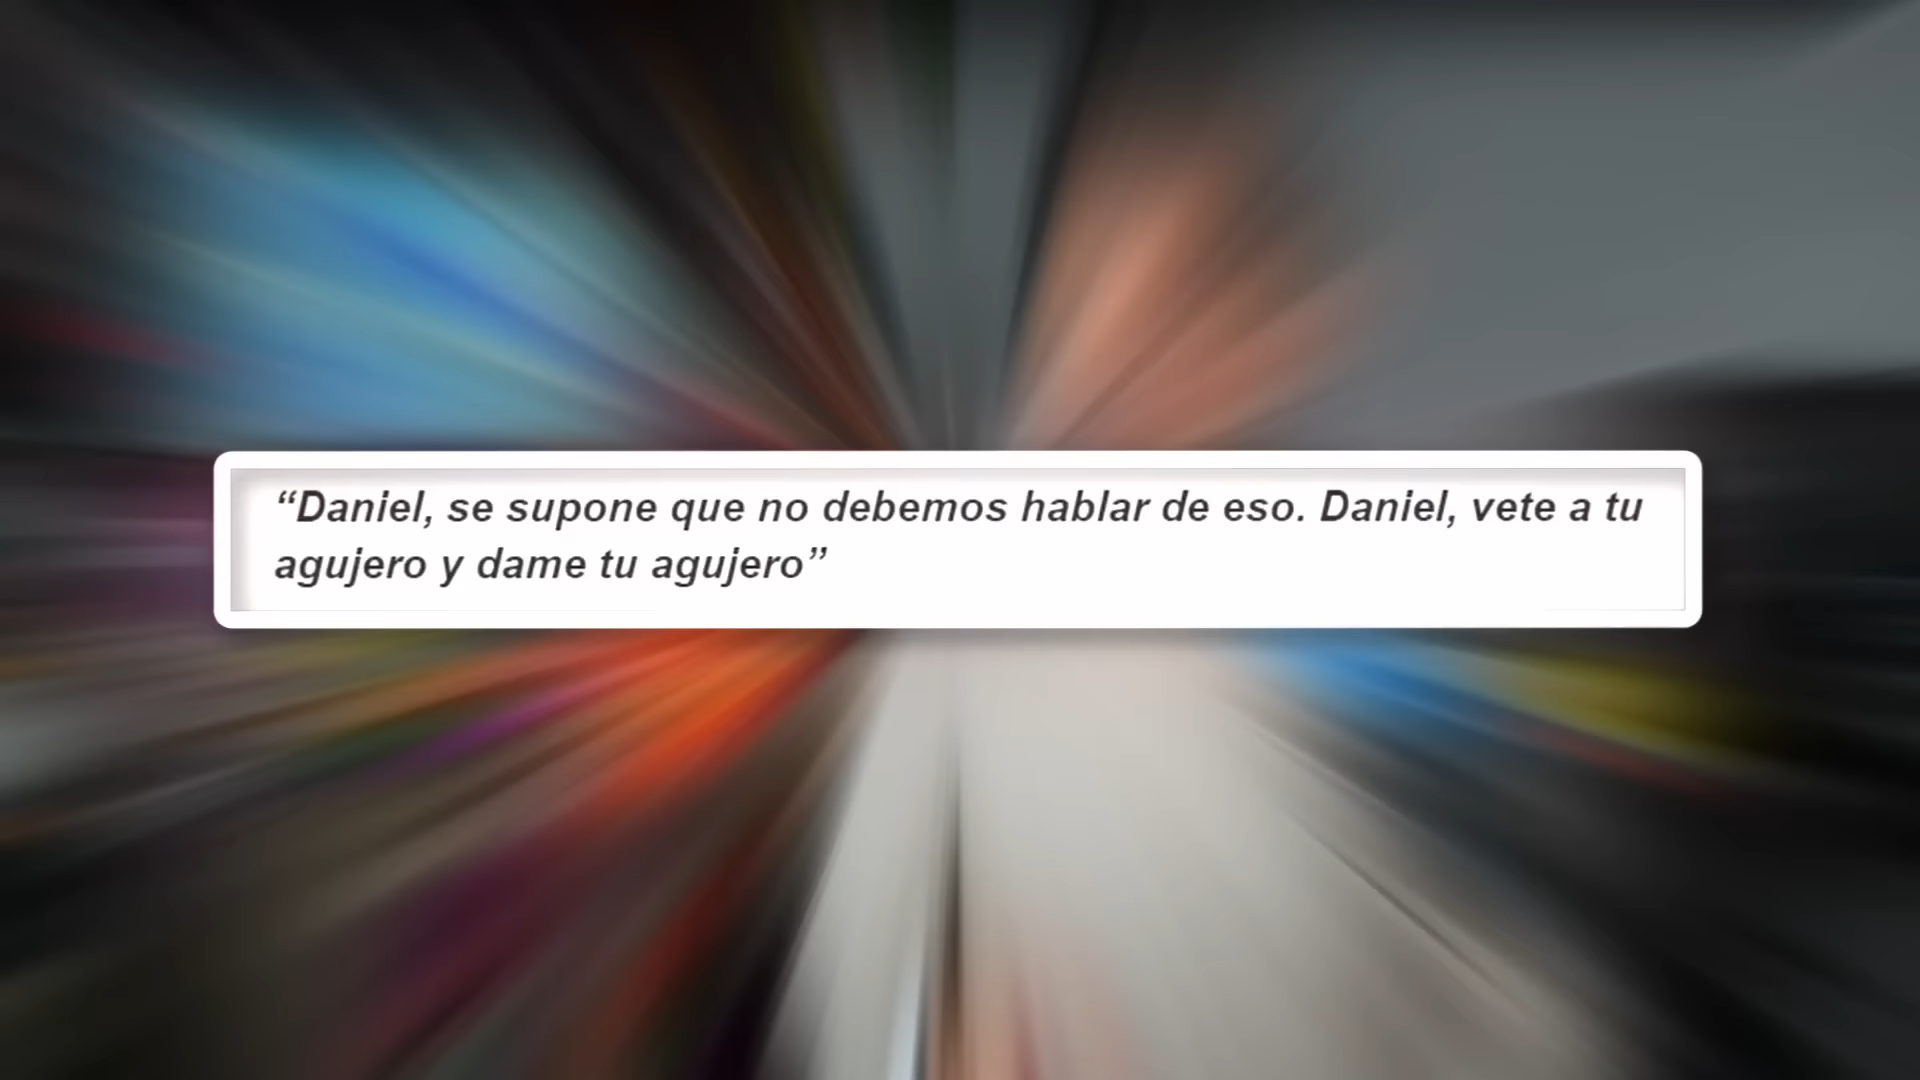 “Daniel, se supone que no debemos hablar de eso. Daniel, vete a tu
agujero y dame tu agujero”